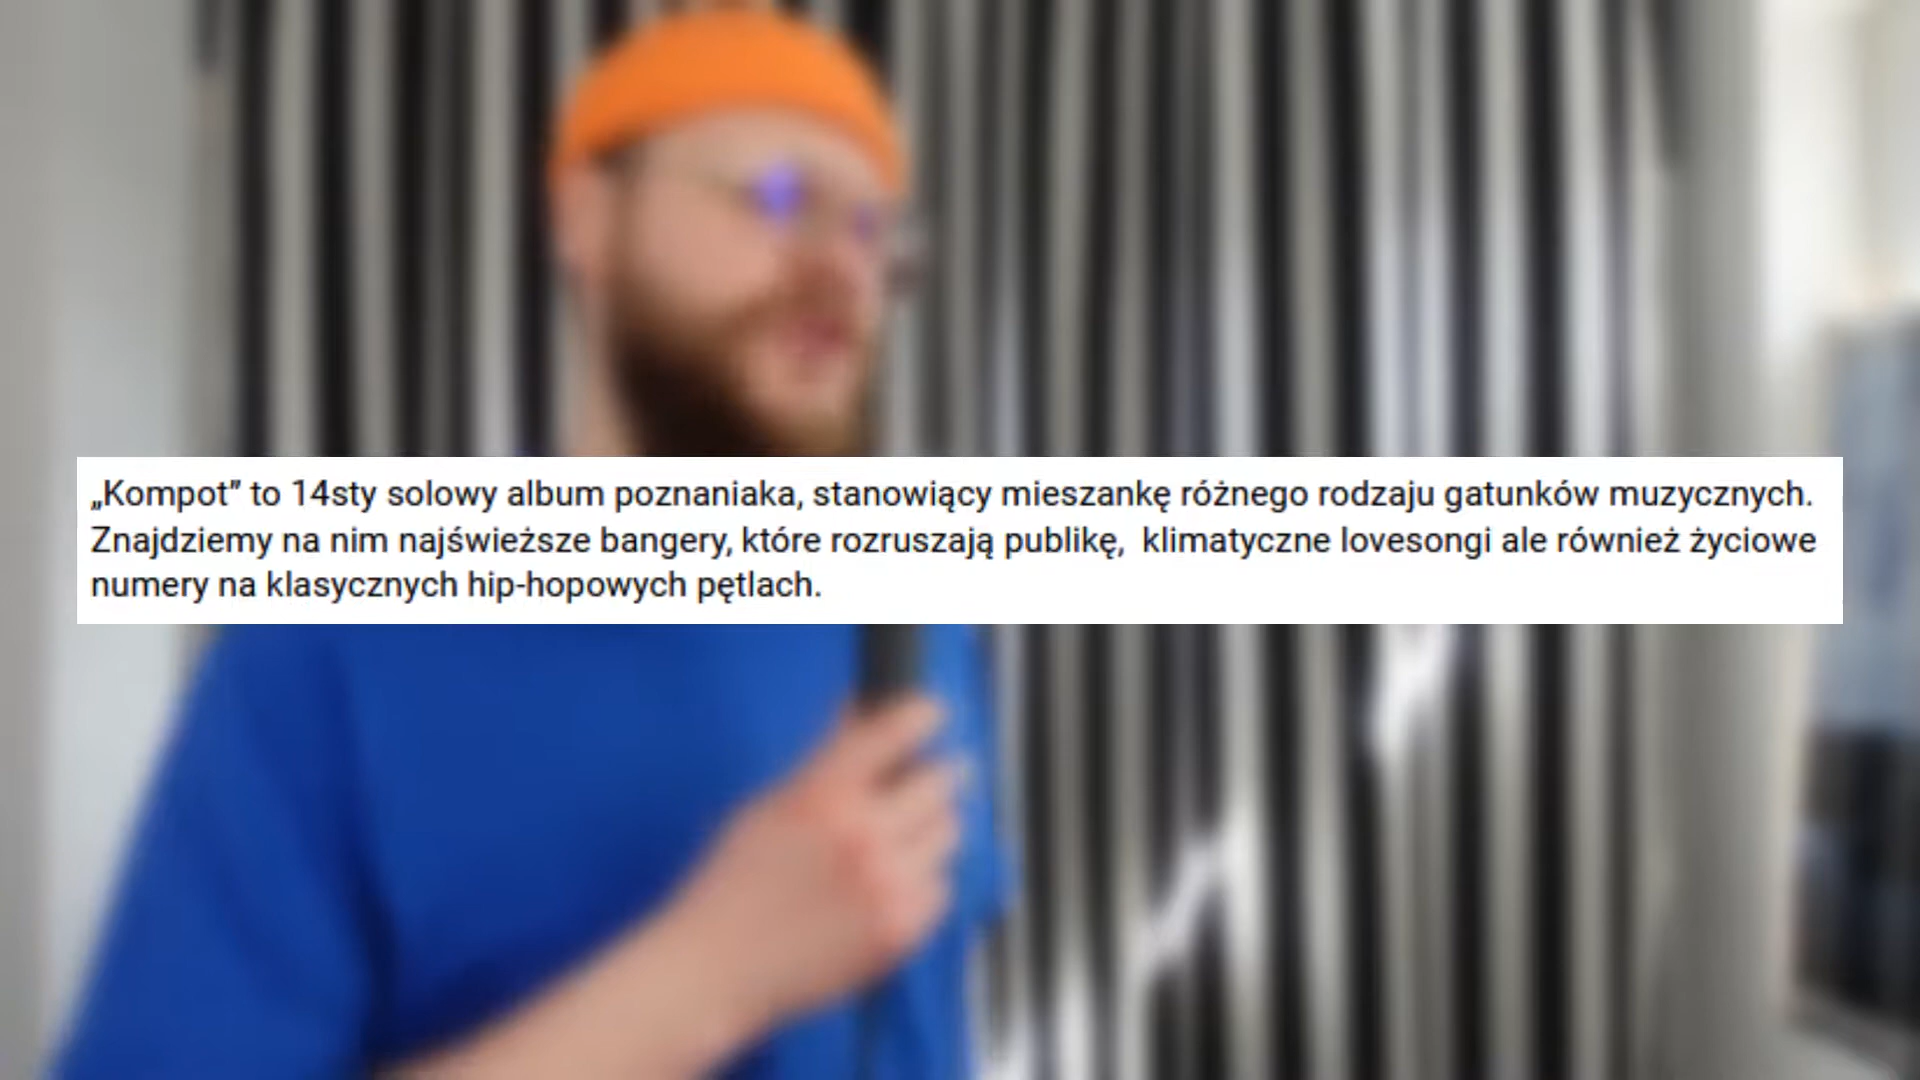 „Kompot” to 14sty solowy album poznaniaka, stanowiący mieszankę różnego rodzaju gatunków muzycznych.
Znajdziemy na nim najświeższe bangery, które rozruszają publikę,  klimatyczne lovesongi ale również życiowe
numery na klasycznych hip-hopowych pętlach.